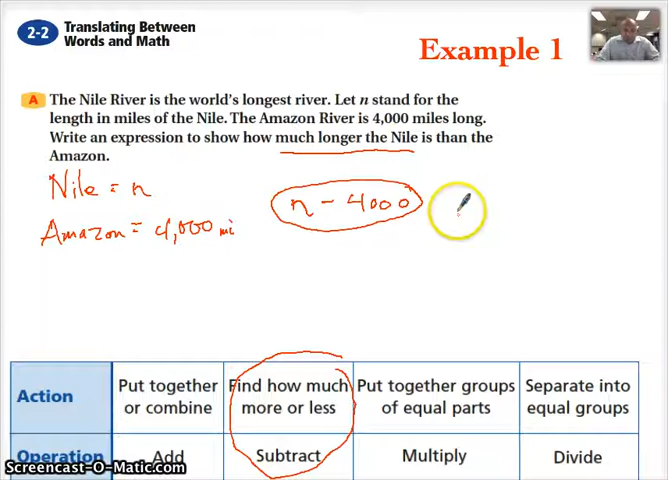 2-2 Translating Between
Words and Math
Example 1
A The Nile River is the world's longest river. Let n stand for the
length in miles of the Nile. The Amazon River is 4,000 miles long.
Write an expression to show how much longer the Nile is than the
Amazon.
Nile = n
n - 4000
Amazon = 4,000 mi
Action Put together or combine Find how much more or less Put together groups of equal parts Separate into equal groups
Operation Add Subtract Multiply Divide
Screencast-O-Matic.com